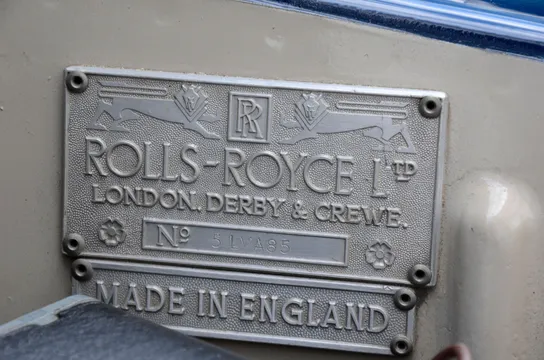 RR
ROLLS-ROYCE LTD
LONDON. DERBY & CREWE.
No
MADE IN ENGLAND